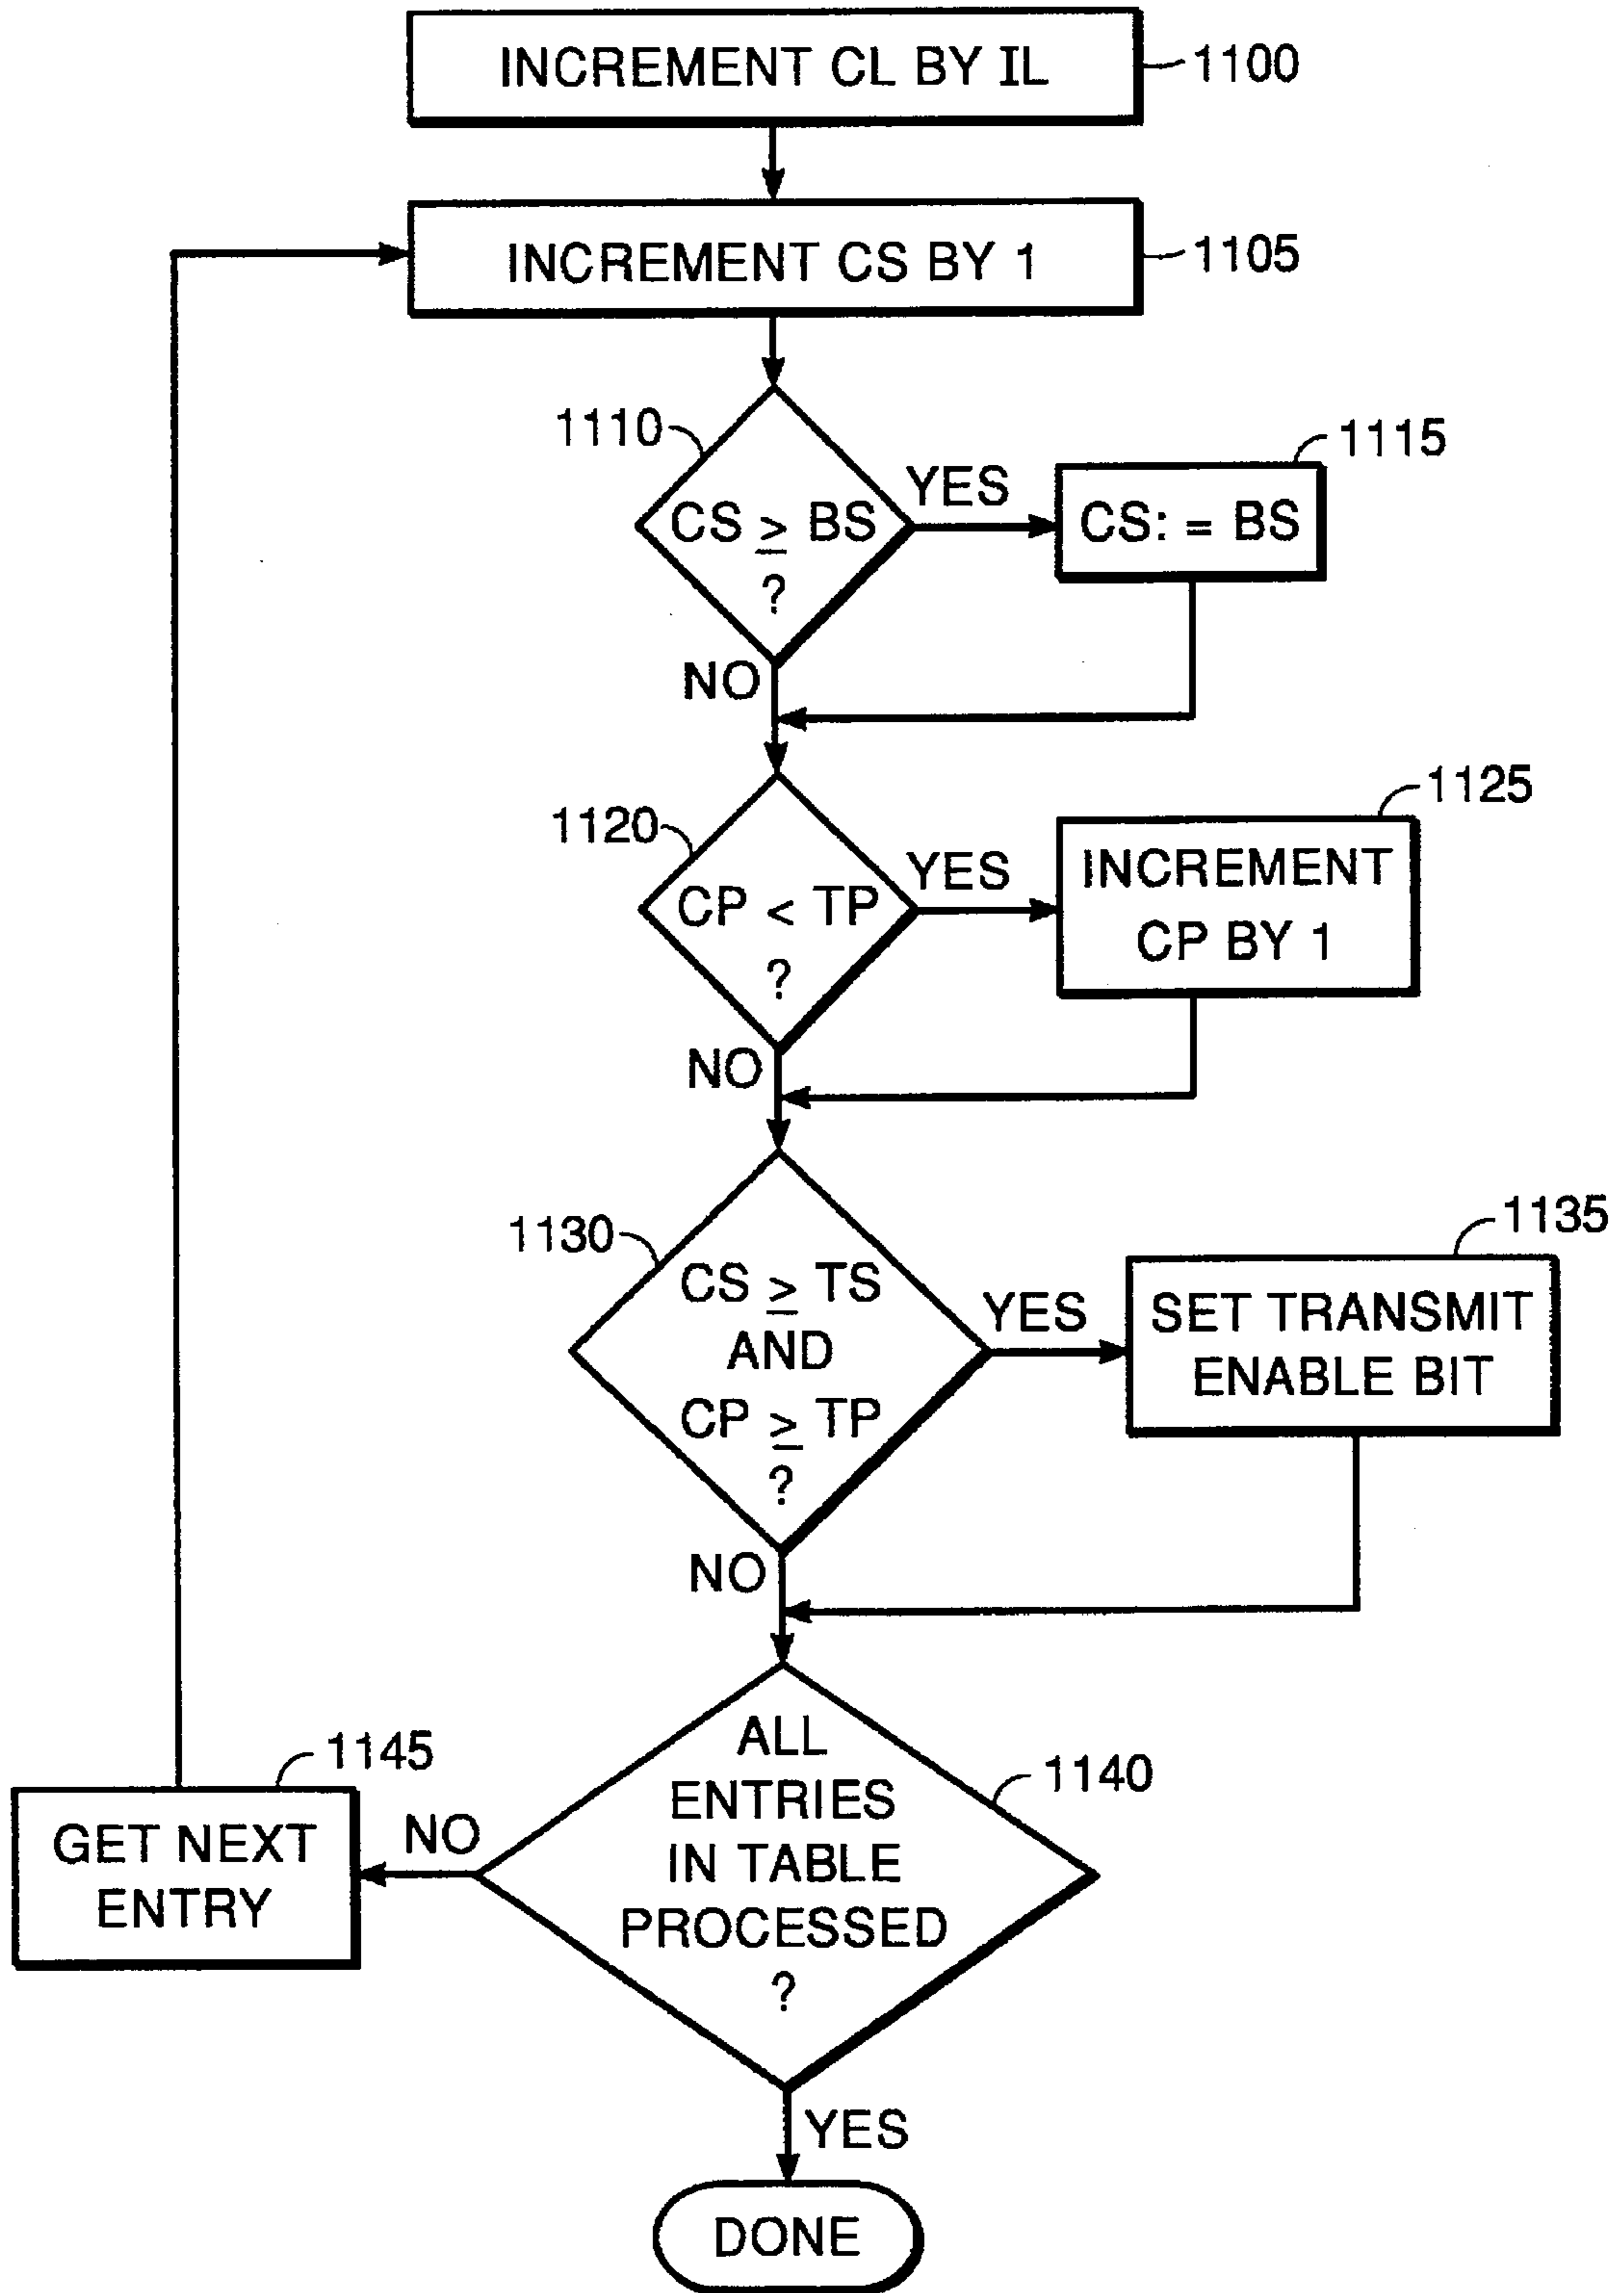 INCREMENT CL BY IL
1100
INCREMENT CS BY 1
1105
1110
CS ≥ BS
?
YES
1115
CS: = BS
NO
1120
CP < TP
?
YES
1125
INCREMENT
CP BY 1
NO
1130
CS ≥ TS
AND
CP ≥ TP
?
YES
1135
SET TRANSMIT
ENABLE BIT
NO
1140
ALL
ENTRIES
IN TABLE
PROCESSED
?
NO
1145
GET NEXT
ENTRY
YES
DONE